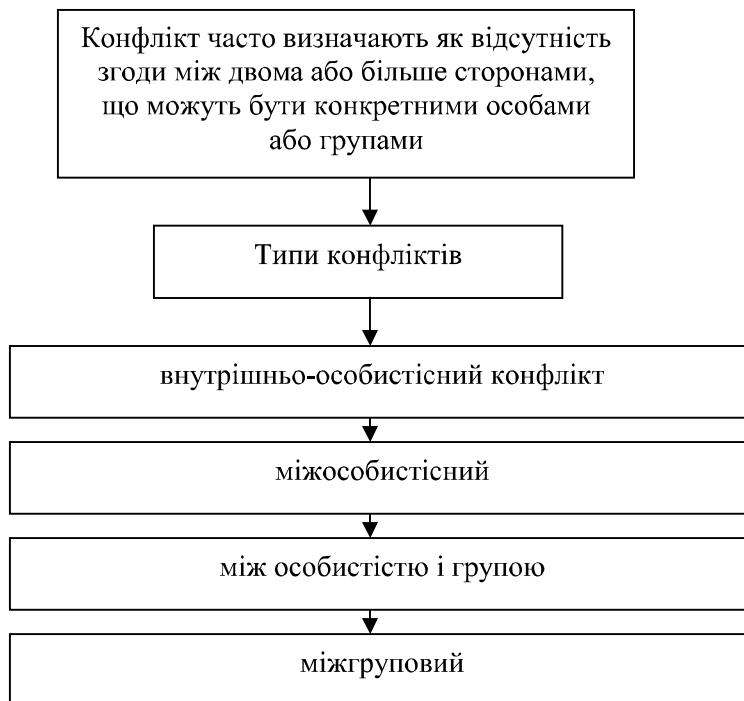 Конфлікт часто визначають як відсутність
згоди між двома або більше сторонами,
що можуть бути конкретними особами
або групами
Типи конфліктів
внутрішньо-особистісний конфлікт
міжособистісний
між особистістю і групою
міжгруповий